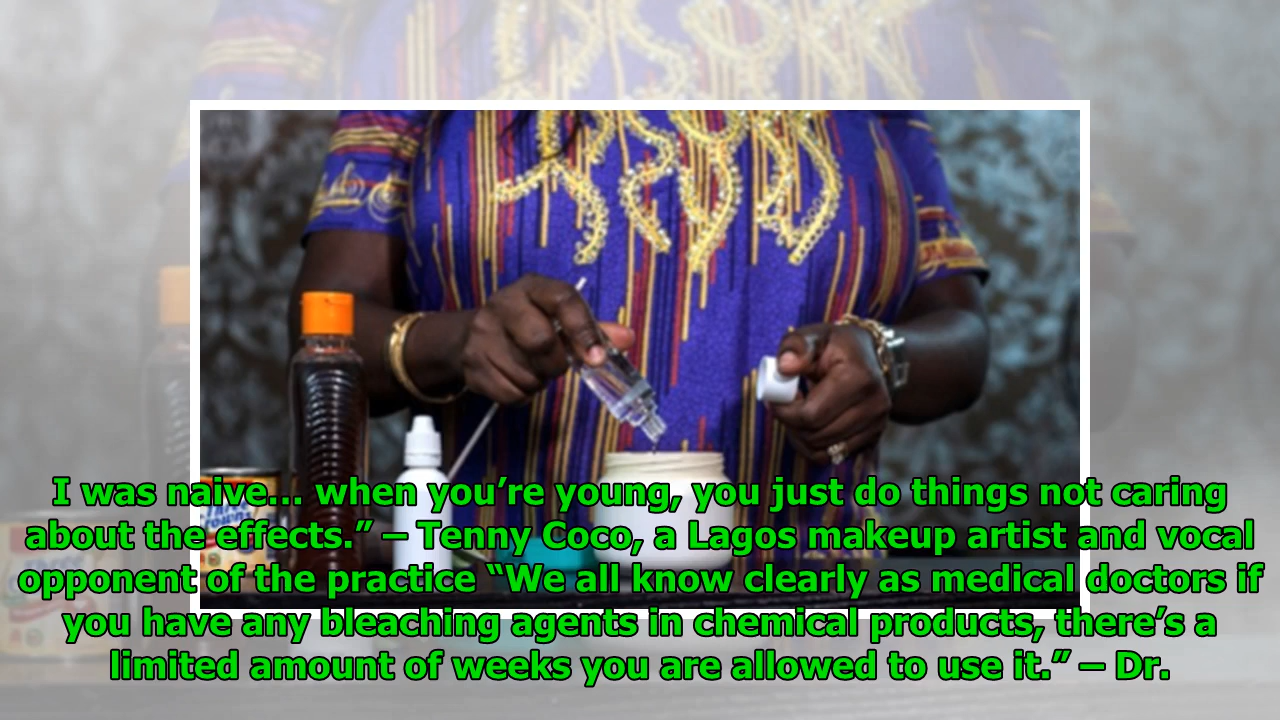 I was naive… when you’re young, you just do things not caring
about the effects.” – Tenny Coco, a Lagos makeup artist and vocal
opponent of the practice “We all know clearly as medical doctors if
you have any bleaching agents in chemical products, there’s a
limited amount of weeks you are allowed to use it.” – Dr.